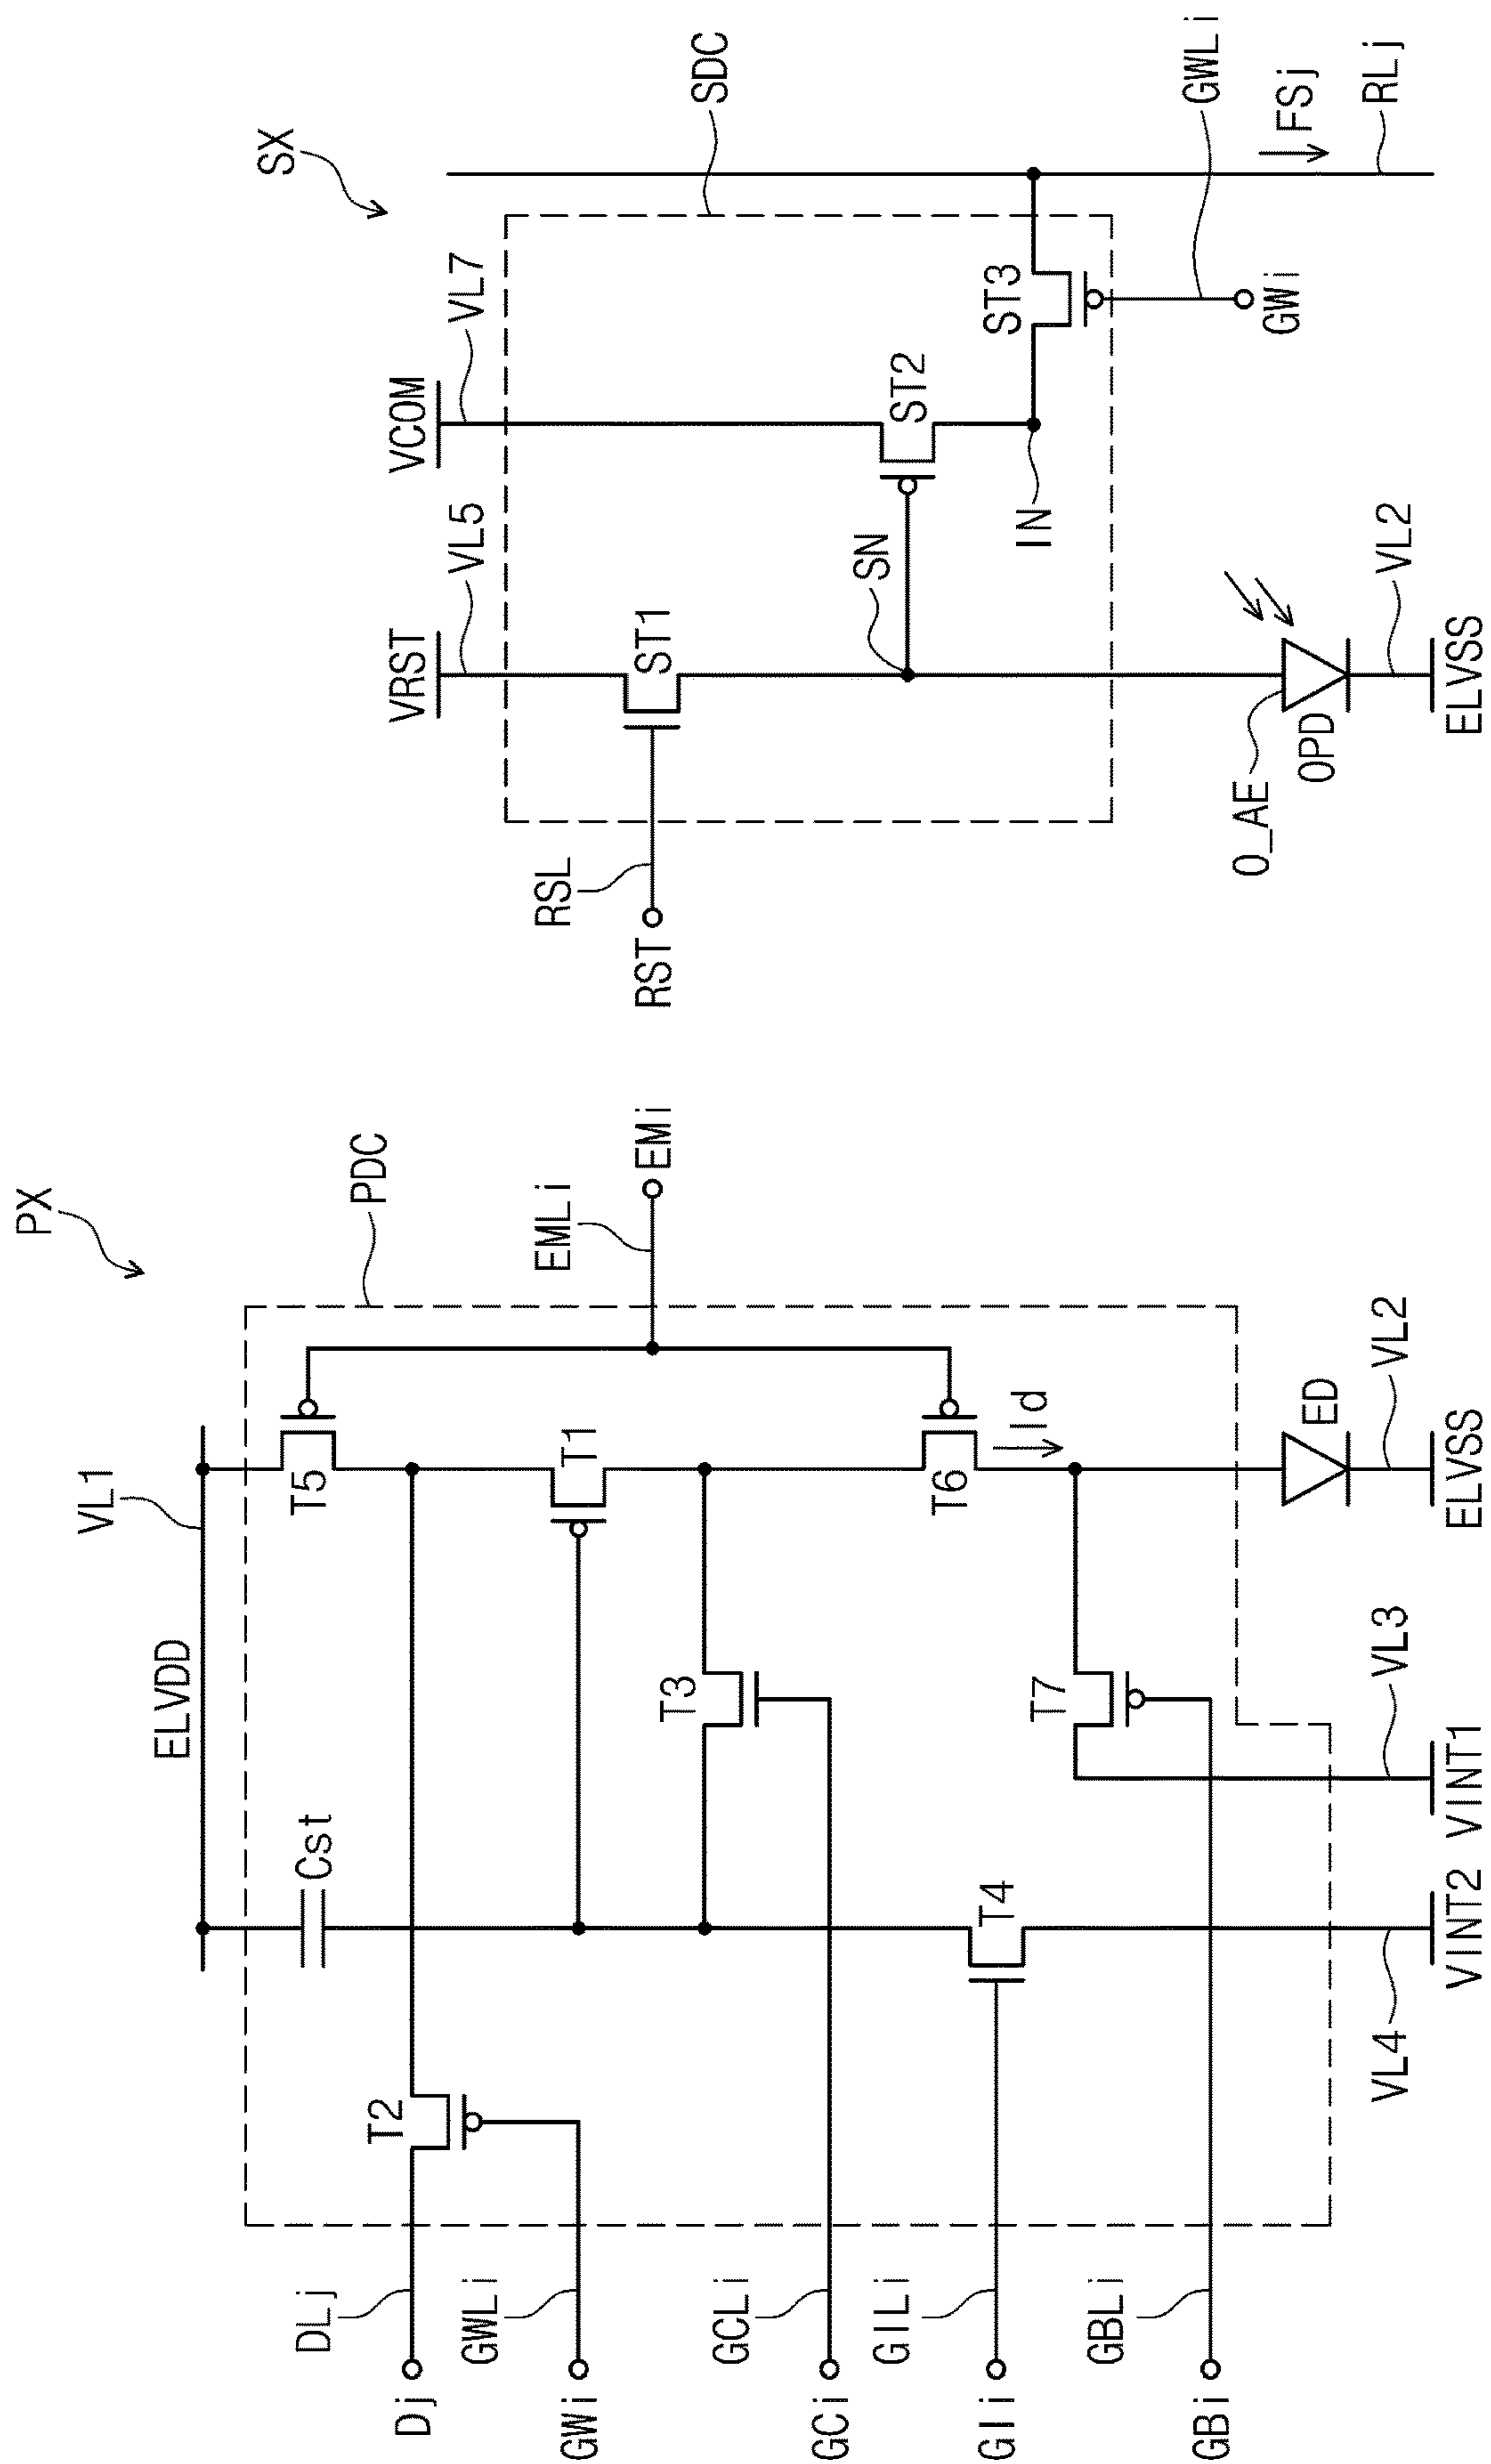 PX
VL1
ELVDD
PDC
Cst
T5
T2
T1
DLj
Dj
EMLi
EMi
GWLi
GWi
T3
GCLi
GCi
T4
T6
Id
GILi
GIi
T7
GBLi
GBi
ED
VL4
VL3
VL2
VINT2
VINT1
ELVSS
SX
SDC
VRST
VCOM
VL5
VL7
RSL
RST
ST1
SN
ST2
ST3
IN
GWi
GWLi
FSj
RLj
O_AE
OPD
VL2
ELVSS